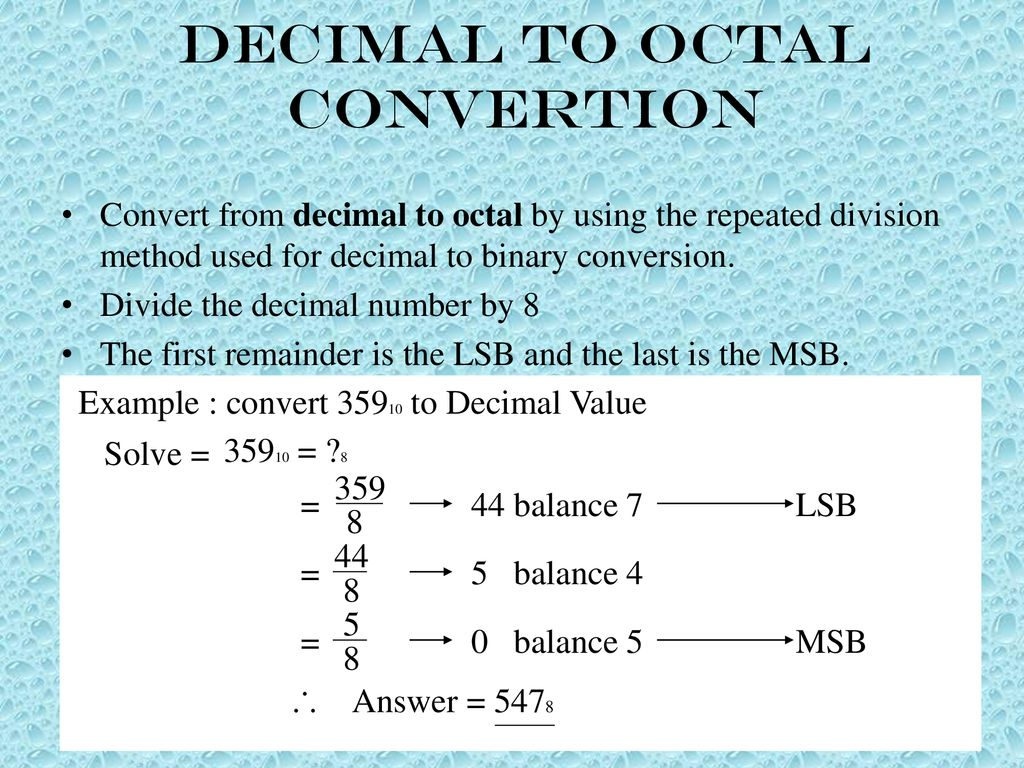 DECIMAL TO OCTAL
CONVERTION
• Convert from decimal to octal by using the repeated division
method used for decimal to binary conversion.
• Divide the decimal number by 8
• The first remainder is the LSB and the last is the MSB.
Example : convert 359₁₀ to Decimal Value
Solve = 359₁₀ = ?₈
= 359/8 → 44 balance 7 → LSB
= 44/8 → 5 balance 4
= 5/8 → 0 balance 5 → MSB
∴ Answer = 547₈